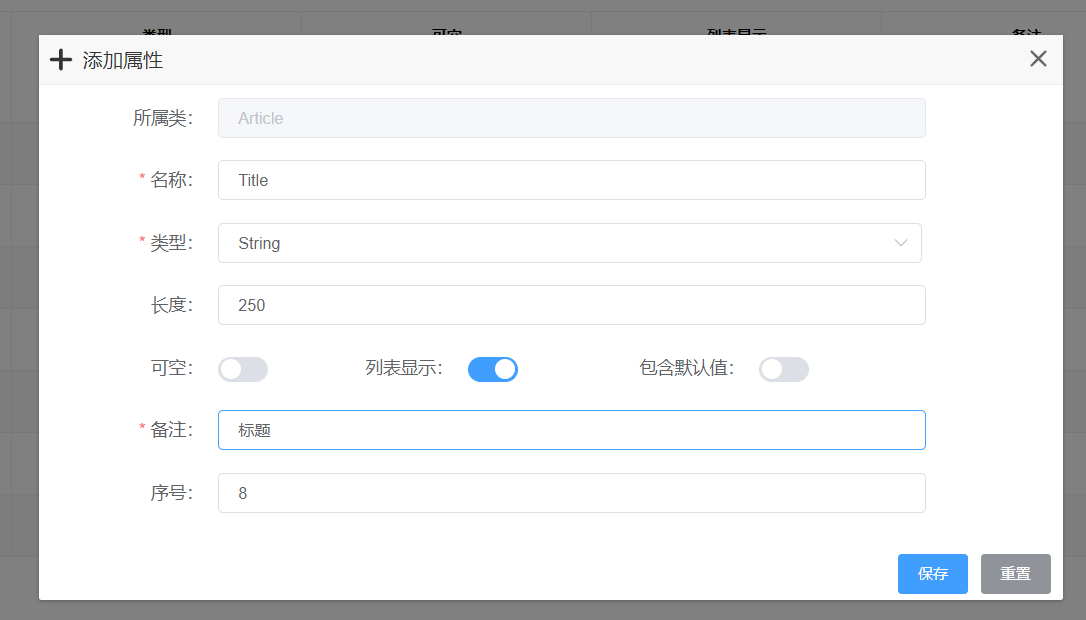 类型 可空 列表显示 备注
添加属性
所属类： Article
* 名称： Title
* 类型： String
长度： 250
可空： 列表显示： 包含默认值：
* 备注： 标题
序号： 8
保存 重置